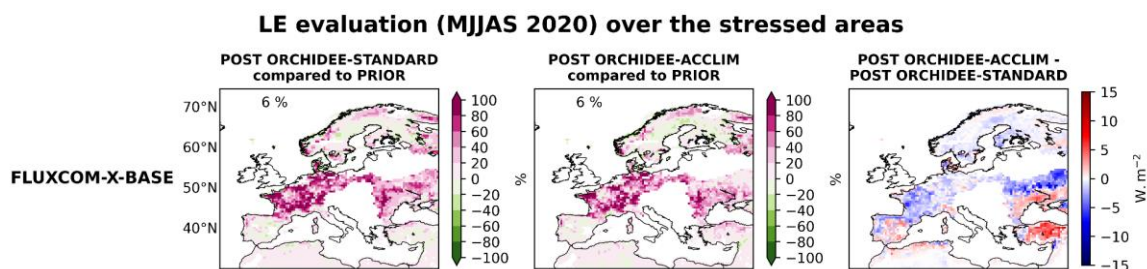 LE evaluation (MJJAS 2020) over the stressed areas
POST ORCHIDEE-STANDARD
compared to PRIOR
POST ORCHIDEE-ACCLIM
compared to PRIOR
POST ORCHIDEE-ACCLIM -
POST ORCHIDEE-STANDARD
FLUXCOM-X-BASE
70°N
60°N
50°N
40°N
6 %
100
80
60
40
20
0
−20
−40
−60
−80
−100
%
6 %
100
80
60
40
20
0
−20
−40
−60
−80
−100
%
15
10
5
0
−5
−10
−15
W. m⁻²